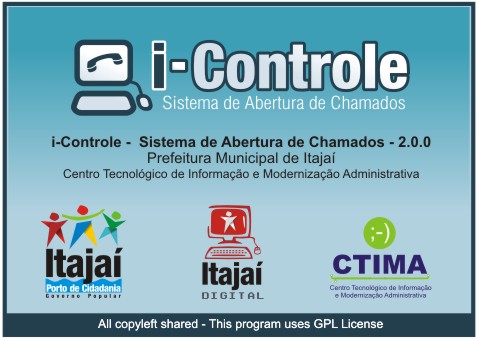 i-Controle
Sistema de Abertura de Chamados
i-Controle - Sistema de Abertura de Chamados - 2.0.0
Prefeitura Municipal de Itajaí
Centro Tecnológico de Informação e Modernização Administrativa
Itajaí
Porto de Cidadania
Governo Popular
Itajaí
DIGITAL
;-)
CTIMA
Centro Tecnológico de Informação
e Modernização Administrativa
All copyleft shared - This program uses GPL License